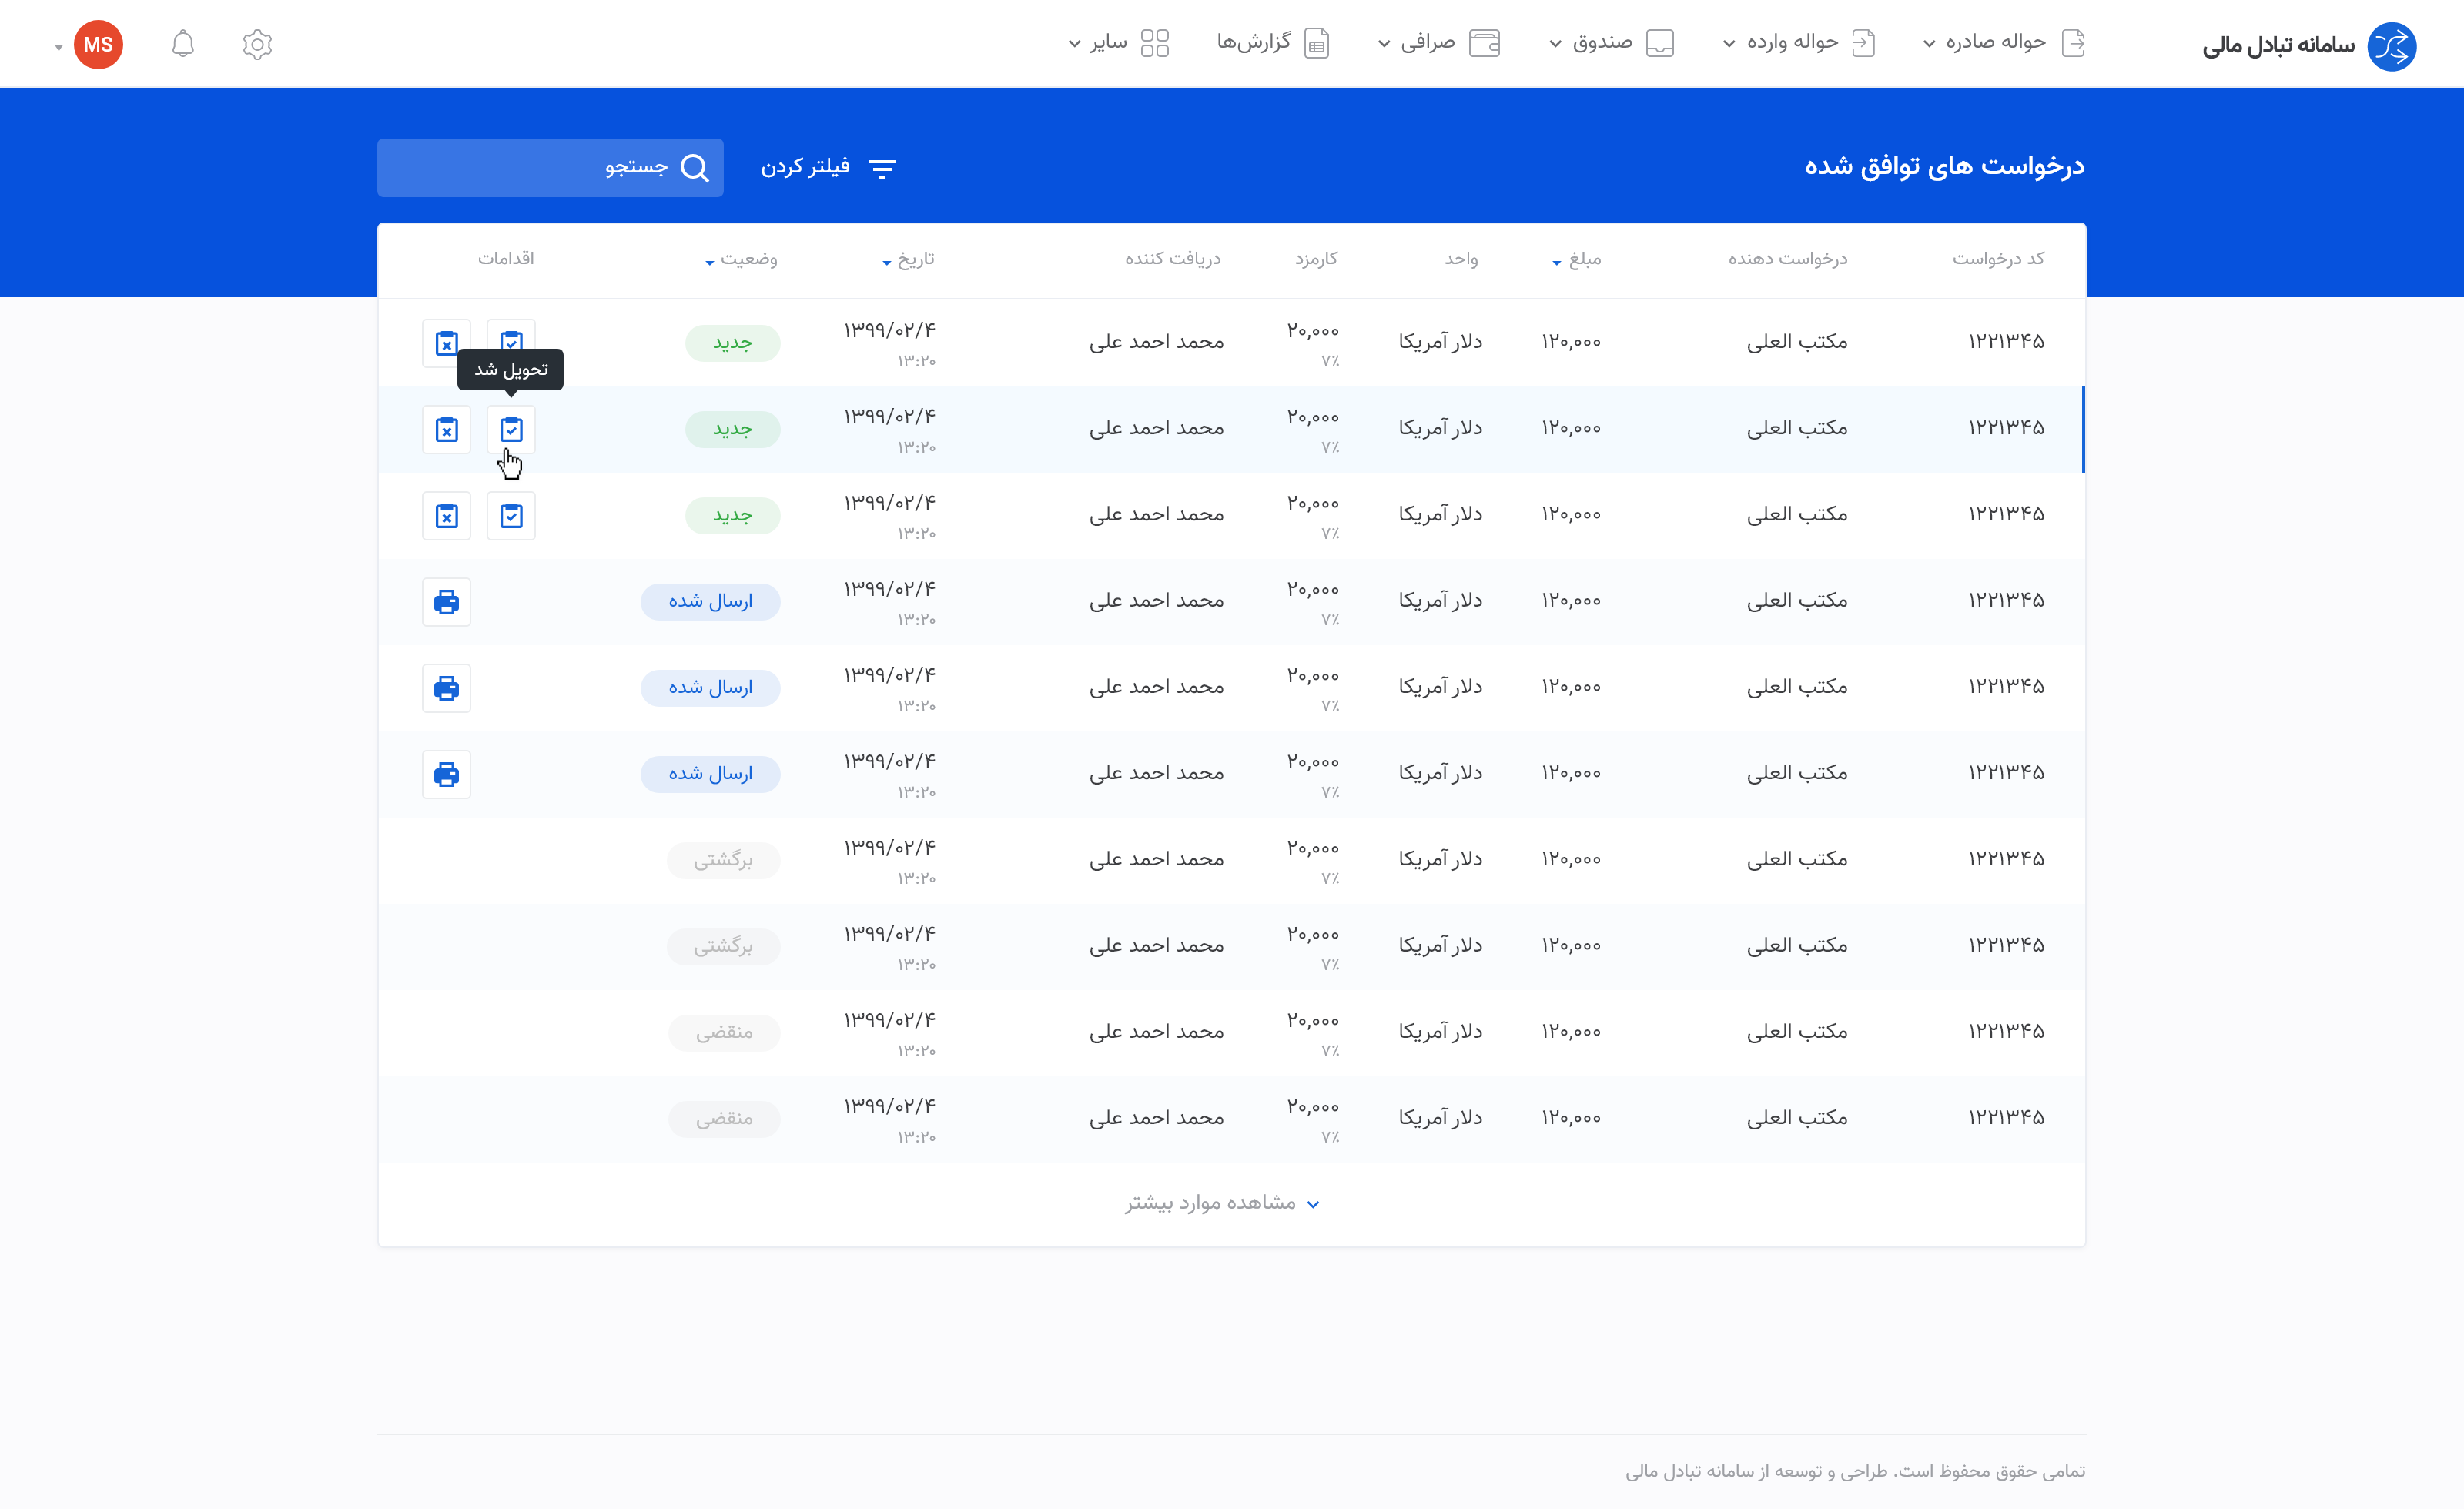 سامانه تبادل مالی
حواله صادره
حواله وارده
صندوق
صرافی
گزارش‌ها
سایر
MS
درخواست های توافق شده
فیلتر کردن
جستجو
کد درخواست درخواست دهنده مبلغ واحد کارمزد دریافت کننده تاریخ وضعیت اقدامات
۱۲۲۱۳۴۵ مکتب العلی ۱۲۰,۰۰۰ دلار آمریکا ۲۰,۰۰۰ محمد احمد علی ۱۳۹۹/۰۲/۴ جدید
۷٪ ۱۳:۲۰
تحویل شد
۱۲۲۱۳۴۵ مکتب العلی ۱۲۰,۰۰۰ دلار آمریکا ۲۰,۰۰۰ محمد احمد علی ۱۳۹۹/۰۲/۴ جدید
۷٪ ۱۳:۲۰
۱۲۲۱۳۴۵ مکتب العلی ۱۲۰,۰۰۰ دلار آمریکا ۲۰,۰۰۰ محمد احمد علی ۱۳۹۹/۰۲/۴ جدید
۷٪ ۱۳:۲۰
۱۲۲۱۳۴۵ مکتب العلی ۱۲۰,۰۰۰ دلار آمریکا ۲۰,۰۰۰ محمد احمد علی ۱۳۹۹/۰۲/۴ ارسال شده
۷٪ ۱۳:۲۰
۱۲۲۱۳۴۵ مکتب العلی ۱۲۰,۰۰۰ دلار آمریکا ۲۰,۰۰۰ محمد احمد علی ۱۳۹۹/۰۲/۴ ارسال شده
۷٪ ۱۳:۲۰
۱۲۲۱۳۴۵ مکتب العلی ۱۲۰,۰۰۰ دلار آمریکا ۲۰,۰۰۰ محمد احمد علی ۱۳۹۹/۰۲/۴ ارسال شده
۷٪ ۱۳:۲۰
۱۲۲۱۳۴۵ مکتب العلی ۱۲۰,۰۰۰ دلار آمریکا ۲۰,۰۰۰ محمد احمد علی ۱۳۹۹/۰۲/۴ برگشتی
۷٪ ۱۳:۲۰
۱۲۲۱۳۴۵ مکتب العلی ۱۲۰,۰۰۰ دلار آمریکا ۲۰,۰۰۰ محمد احمد علی ۱۳۹۹/۰۲/۴ برگشتی
۷٪ ۱۳:۲۰
۱۲۲۱۳۴۵ مکتب العلی ۱۲۰,۰۰۰ دلار آمریکا ۲۰,۰۰۰ محمد احمد علی ۱۳۹۹/۰۲/۴ منقضی
۷٪ ۱۳:۲۰
۱۲۲۱۳۴۵ مکتب العلی ۱۲۰,۰۰۰ دلار آمریکا ۲۰,۰۰۰ محمد احمد علی ۱۳۹۹/۰۲/۴ منقضی
۷٪ ۱۳:۲۰
مشاهده موارد بیشتر
تمامی حقوق محفوظ است. طراحی و توسعه از سامانه تبادل مالی